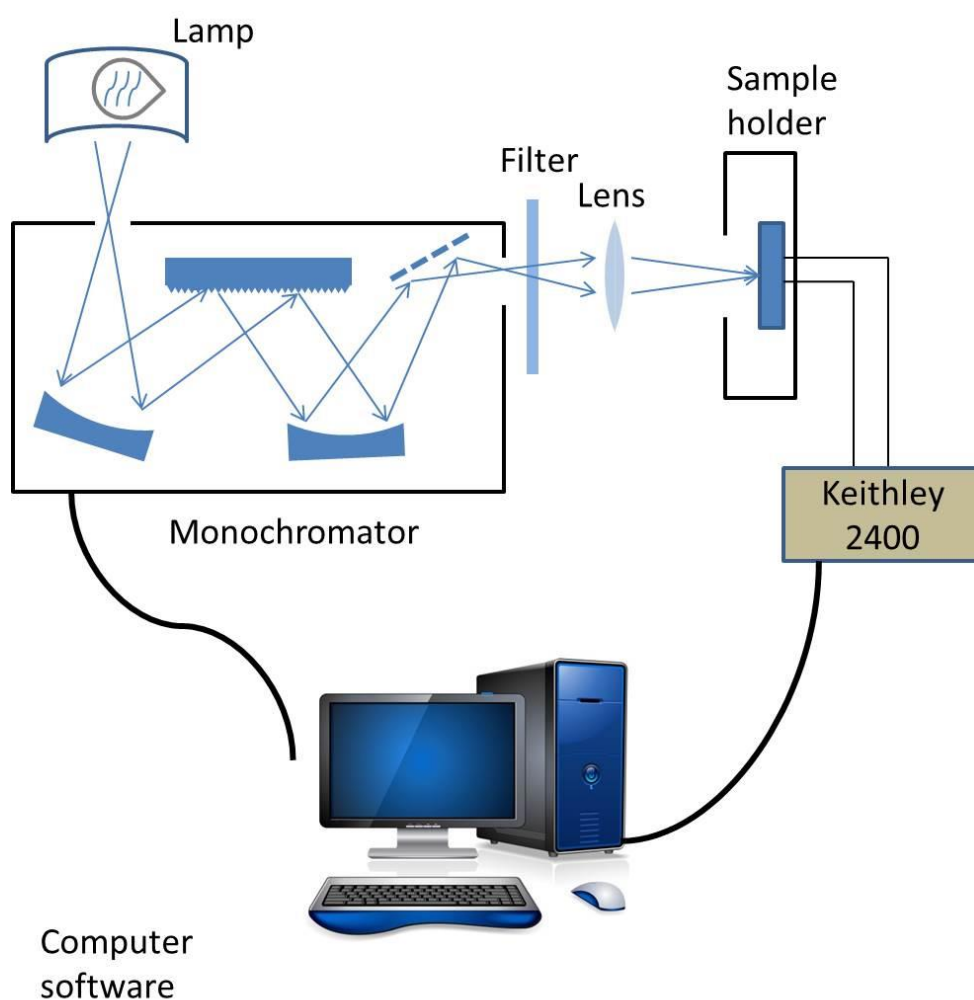 Lamp
Sample
holder
Filter
Lens
Monochromator
Keithley
2400
Computer
software